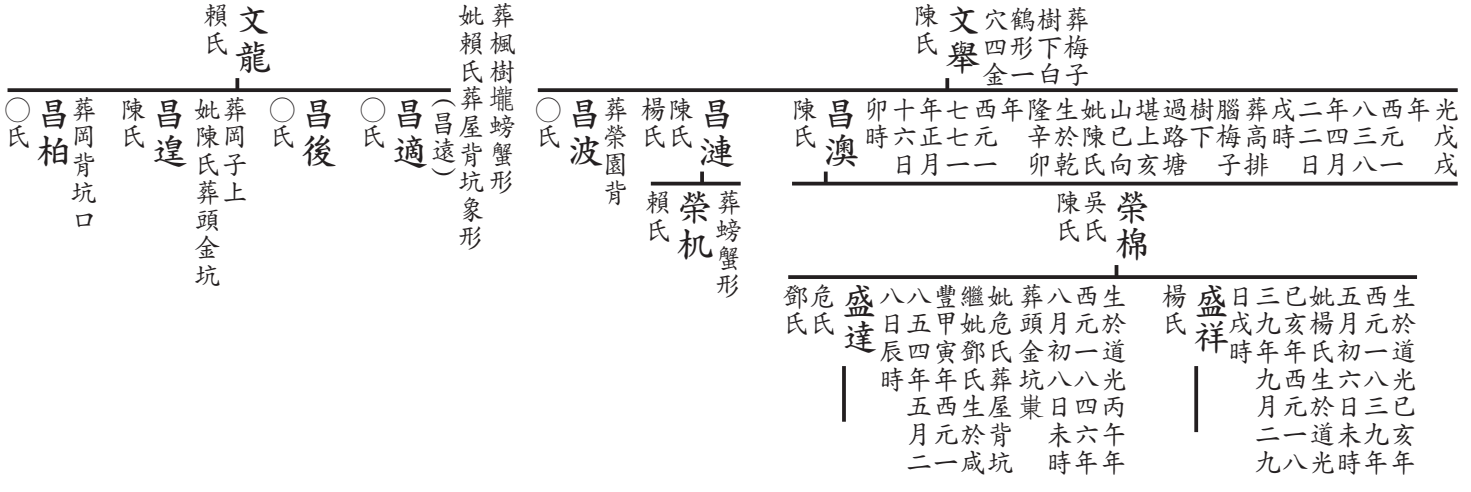 葬梅子
樹下白
鶴形一
穴四金
文舉
陳氏
光戌戌
年
西元一
八三八
年四月
二二日
戌時
葬高排
腦梅子
樹下
過路塘
堪上亥
山巳向
妣陳氏
生於乾
隆辛卯
年
西元一
七七一
年正月
十六日
卯時
昌澳
陳氏
昌漣
陳氏
楊氏
葬榮園背
昌波
○氏
榮棉
吳氏
陳氏
葬螃蟹形
榮机
賴氏
生於道光已亥年
西元一八三九年
五月初六日未時
妣楊氏生於道光
已亥年西元一八
三九年九月二九
日戌時
盛祥
楊氏
生於道光丙午年
西元一八四六年
八月初八日未時
葬頭金坑崬
妣危氏葬屋背坑
繼妣鄧氏生於咸
豐甲寅年西元一
八五四年五月二
八日辰時
盛達
危氏
鄧氏
文龍
賴氏
葬楓樹壠螃蟹形
妣賴氏葬屋背坑象形
(昌遠)
昌適
○氏
昌後
○氏
葬岡子上
妣陳氏葬頭金坑
昌遑
陳氏
葬岡背坑口
昌柏
○氏